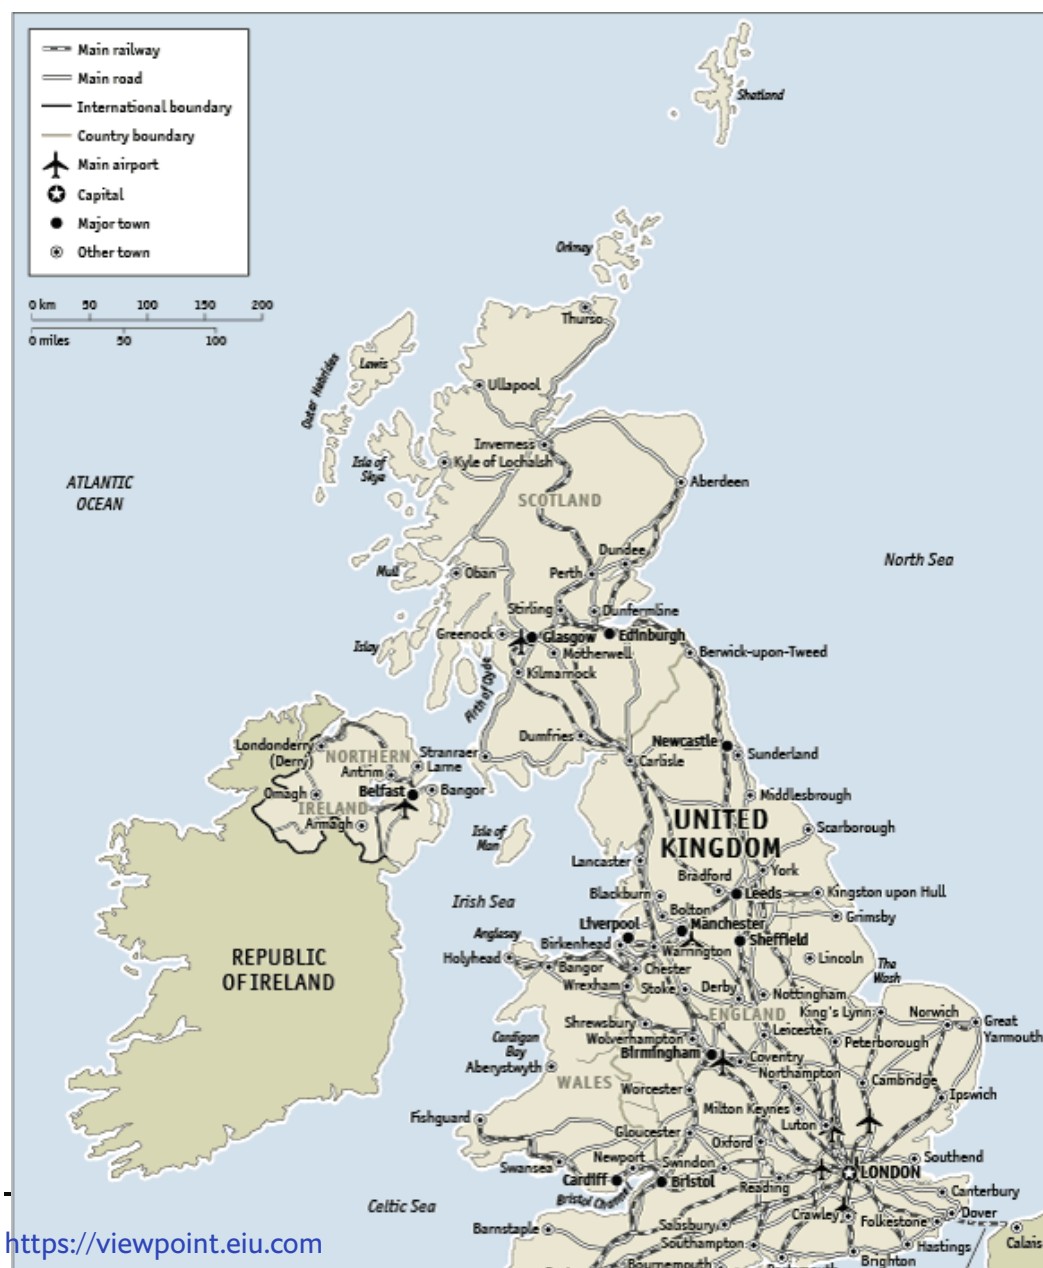 Main railway
Main road
International boundary
Country boundary
Main airport
Capital
Major town
Other town
0 km 50 100 150 200
0 miles 50 100
Shetland
Orkney
Thurso
Outer Hebrides
Lewis
Ullapool
Inverness
Isle of
Skye
Kyle of Lochalsh
ATLANTIC
OCEAN
Aberdeen
SCOTLAND
North Sea
Dundee
Mull
Oban
Perth
Stirling
Dunfermline
Greenock
Glasgow
Edinburgh
Islay
Motherwell
Berwick-upon-Tweed
Kilmarnock
Firth of Clyde
Londonderry
(Derry)
NORTHERN
IRELAND
Stranraer
Larne
Dumfries
Newcastle
Sunderland
Carlisle
Antrim
Omagh
Belfast
Bangor
Armagh
Middlesbrough
UNITED
KINGDOM
Isle of
Man
Scarborough
Lancaster
York
Bradford
Leeds
Blackburn
Kingston upon Hull
Irish Sea
Bolton
Grimsby
Liverpool
Manchester
Anglesey
Birkenhead
Sheffield
Warrington
REPUBLIC
OF IRELAND
Holyhead
Bangor
Chester
Lincoln
The
Wash
Wrexham
Stoke
Derby
Nottingham
ENGLAND
King's Lynn
Norwich
Great
Yarmouth
Shrewsbury
Leicester
Cardigan
Bay
Wolverhampton
Peterborough
Birmingham
Coventry
Aberystwyth
Northampton
WALES
Worcester
Cambridge
Ipswich
Fishguard
Milton Keynes
Luton
Gloucester
Oxford
Newport
Swindon
Southend
Swansea
LONDON
Cardiff
Bristol
Reading
Canterbury
Bristol Channel
Celtic Sea
Crawley
Dover
Folkestone
Barnstaple
Salisbury
Southampton
Hastings
Calais
Brighton
Bournemouth
https://viewpoint.eiu.com